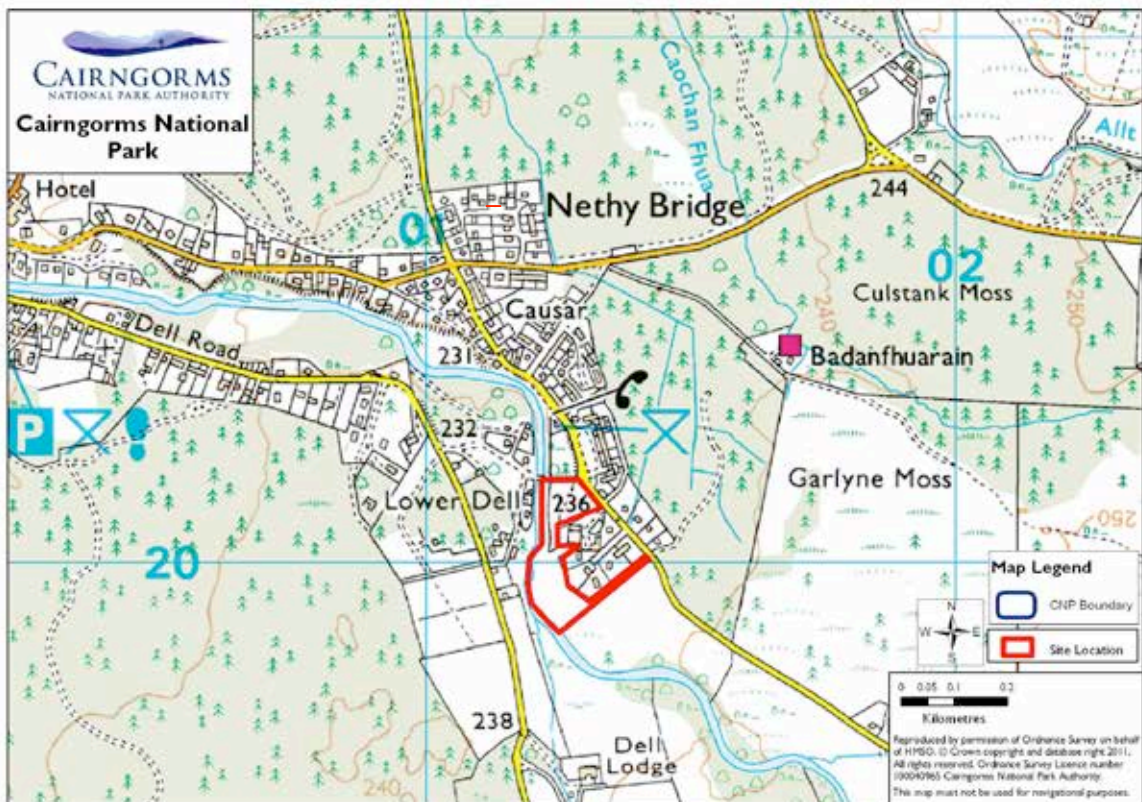 CAIRNGORMS
NATIONAL PARK AUTHORITY
Cairngorms National
Park
Hotel
Caochan Fhua
Allt
244
Nethy Bridge
01
02
Culstank Moss
250
240
Causar
Dell Road
231
Badanfhuarain
P
232
Lower Dell
236
Garlyne Moss
250
20
Map Legend
CNP Boundary
N
W E
S
Site Location
238
0 0.05 0.1 0.2
Kilometres
Dell
Lodge
240
Reproduced by permission of Ordnance Survey on behalf
of HMSO. © Crown copyright and database right 2011.
All rights reserved. Ordnance Survey Licence number
100040965 Cairngorms National Park Authority.
This map must not be used for navigational purposes.